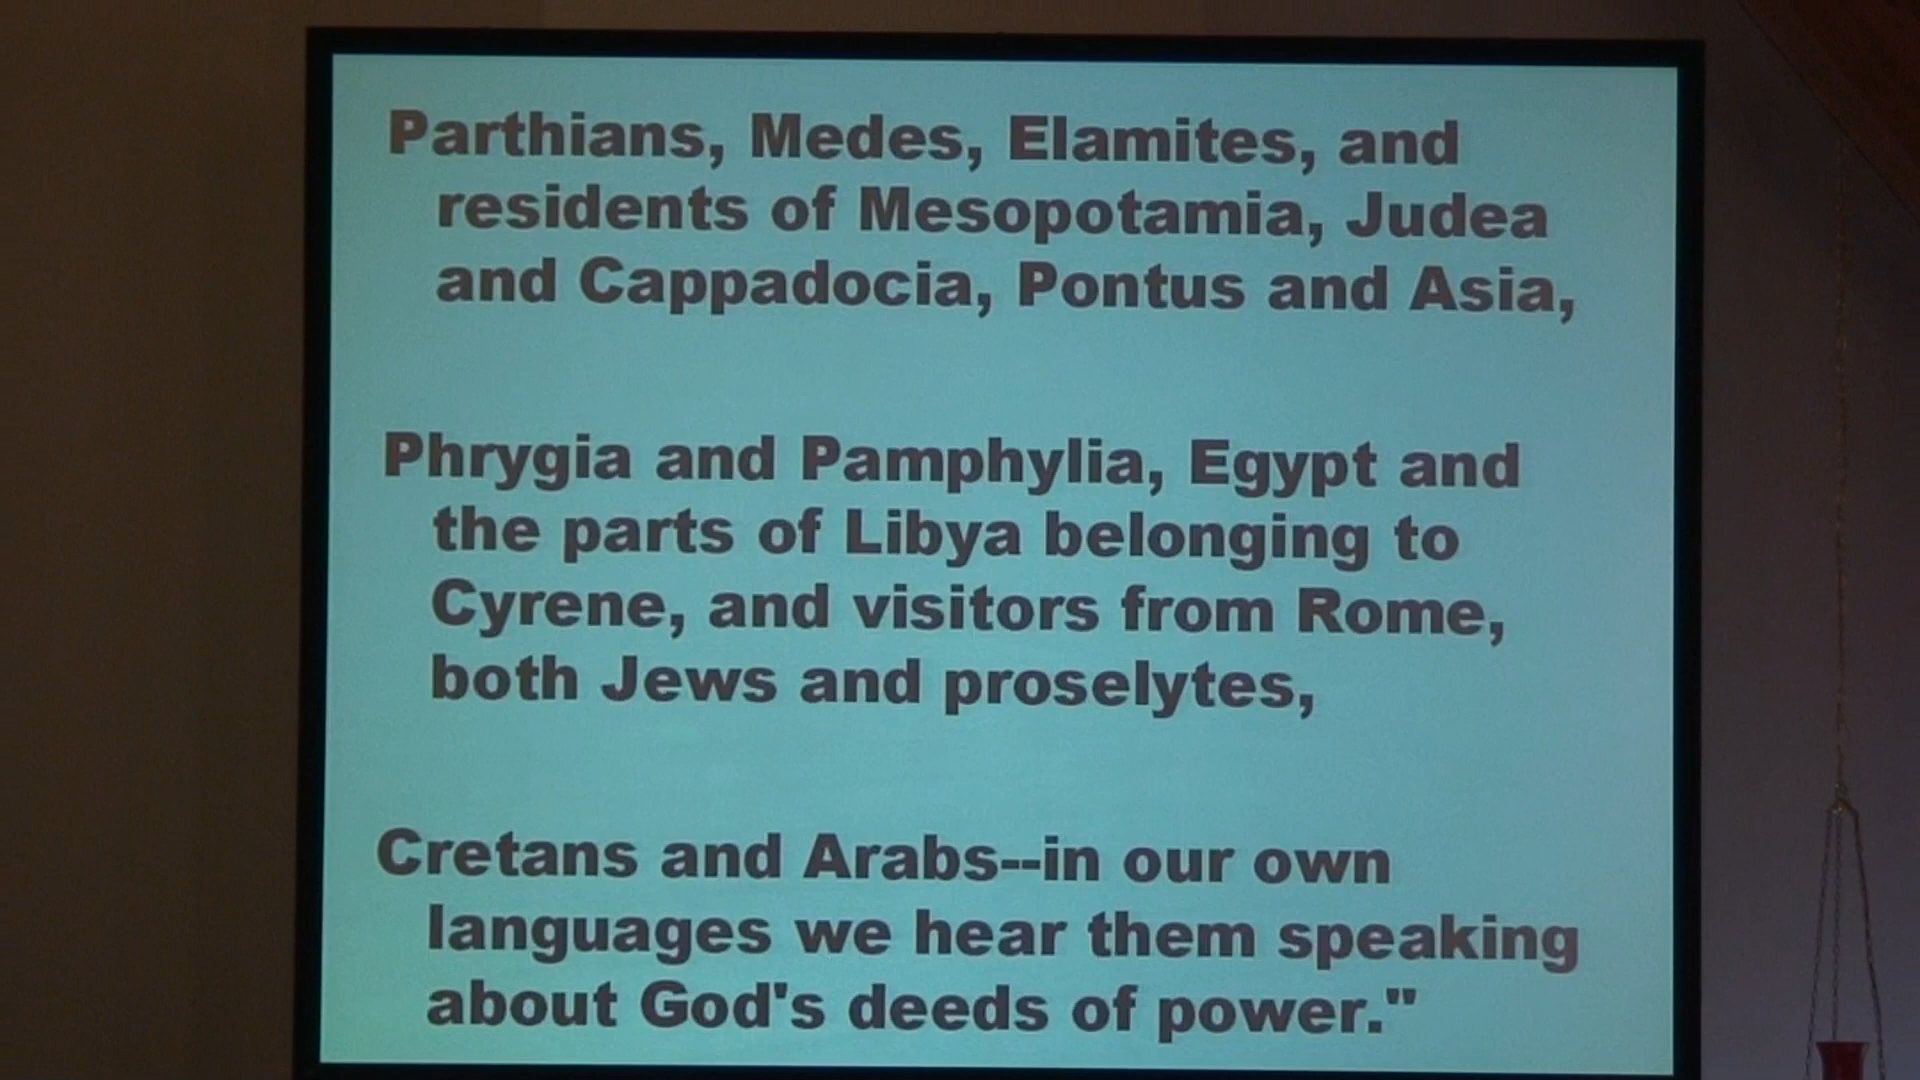 Parthians, Medes, Elamites, and
residents of Mesopotamia, Judea
and Cappadocia, Pontus and Asia,
Phrygia and Pamphylia, Egypt and
the parts of Libya belonging to
Cyrene, and visitors from Rome,
both Jews and proselytes,
Cretans and Arabs--in our own
languages we hear them speaking
about God's deeds of power."